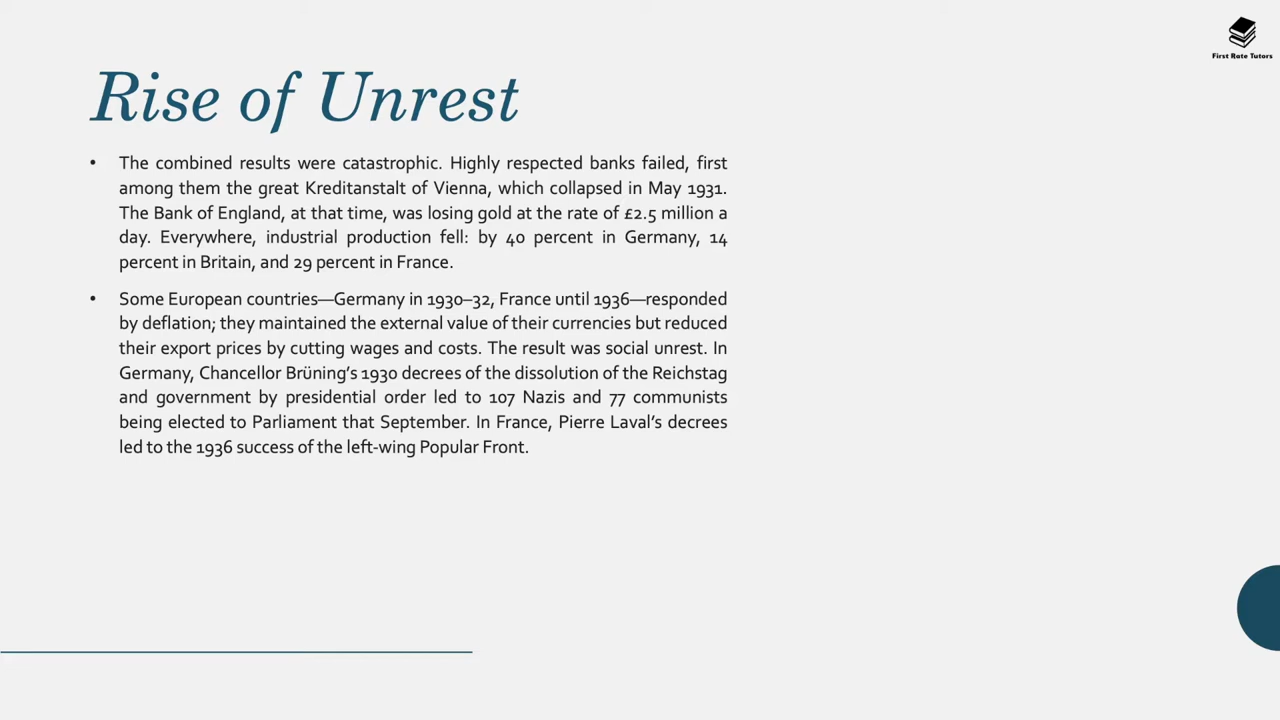 First Rate Tutors
Rise of Unrest
• The combined results were catastrophic. Highly respected banks failed, first
among them the great Kreditanstalt of Vienna, which collapsed in May 1931.
The Bank of England, at that time, was losing gold at the rate of £2.5 million a
day. Everywhere, industrial production fell: by 40 percent in Germany, 14
percent in Britain, and 29 percent in France.
• Some European countries—Germany in 1930–32, France until 1936—responded
by deflation; they maintained the external value of their currencies but reduced
their export prices by cutting wages and costs. The result was social unrest. In
Germany, Chancellor Brüning’s 1930 decrees of the dissolution of the Reichstag
and government by presidential order led to 107 Nazis and 77 communists
being elected to Parliament that September. In France, Pierre Laval’s decrees
led to the 1936 success of the left-wing Popular Front.